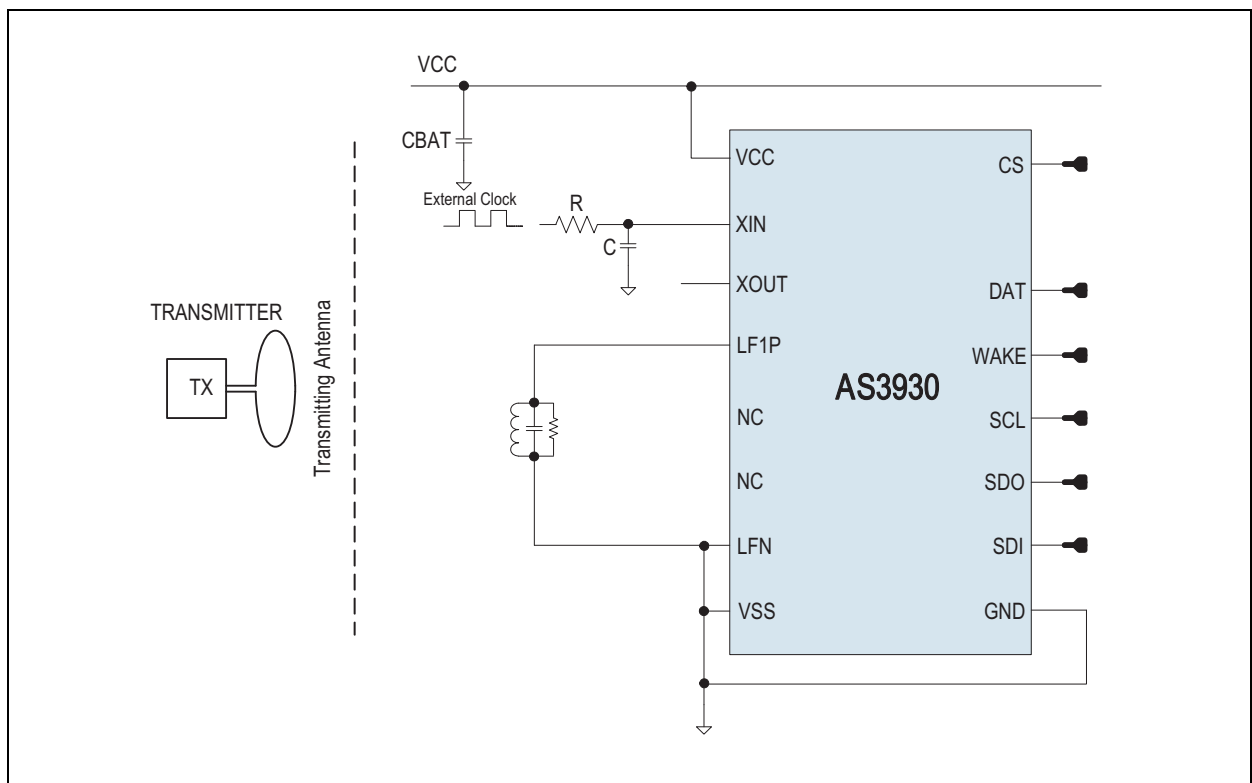 VCC
CBAT
External Clock
R
C
TRANSMITTER
TX
Transmitting Antenna
VCC
XIN
XOUT
LF1P
NC
NC
LFN
VSS
AS3930
CS
DAT
WAKE
SCL
SDO
SDI
GND